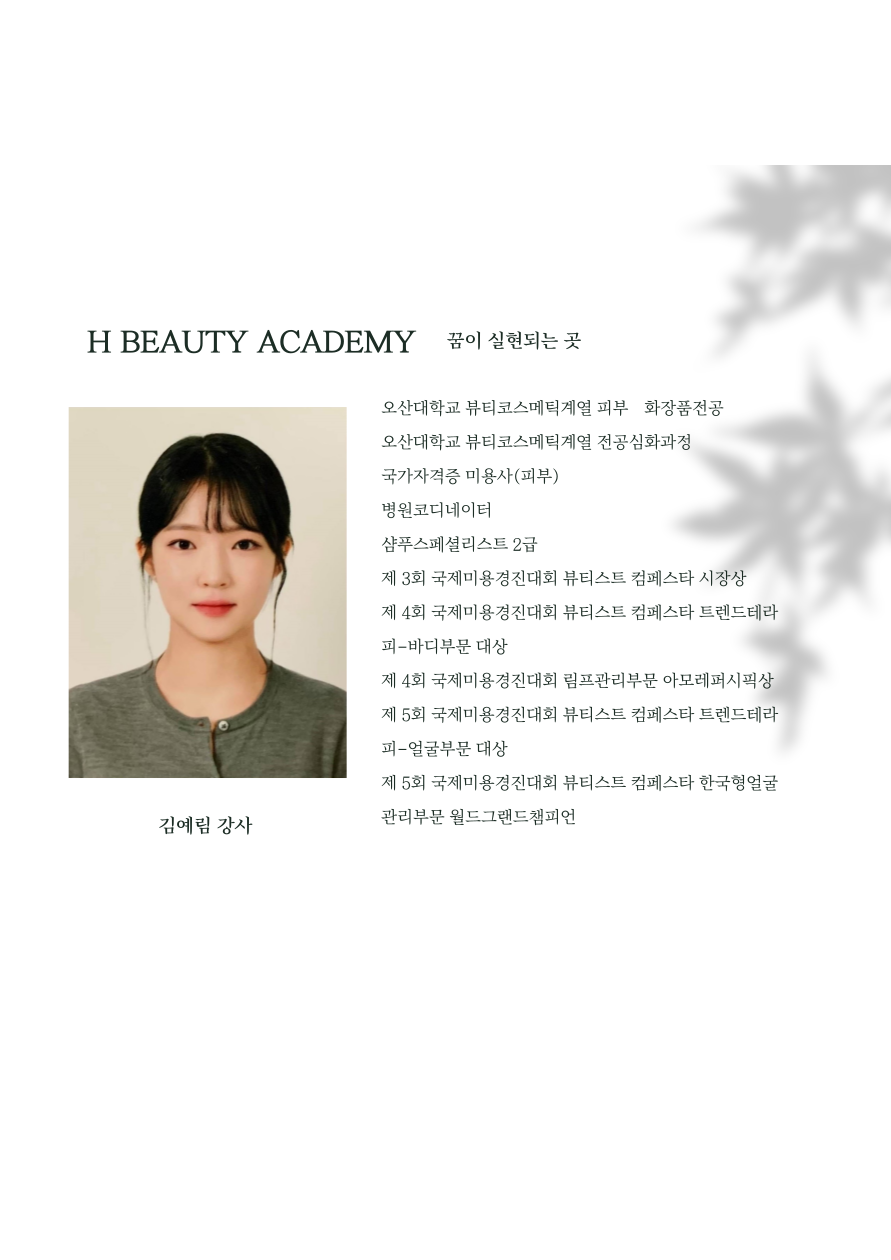 H BEAUTY ACADEMY 꿈이 실현되는 곳
오산대학교 뷰티코스메틱계열 피부 화장품전공
오산대학교 뷰티코스메틱계열 전공심화과정
국가자격증 미용사(피부)
병원코디네이터
샴푸스페셜리스트 2급
제 3회 국제미용경진대회 뷰티스트 컴페스타 시장상
제 4회 국제미용경진대회 뷰티스트 컴페스타 트렌드테라
피-바디부문 대상
제 4회 국제미용경진대회 림프관리부문 아모레퍼시픽상
제 5회 국제미용경진대회 뷰티스트 컴페스타 트렌드테라
피-얼굴부문 대상
제 5회 국제미용경진대회 뷰티스트 컴페스타 한국형얼굴
관리부문 월드그랜드챔피언
김예림 강사